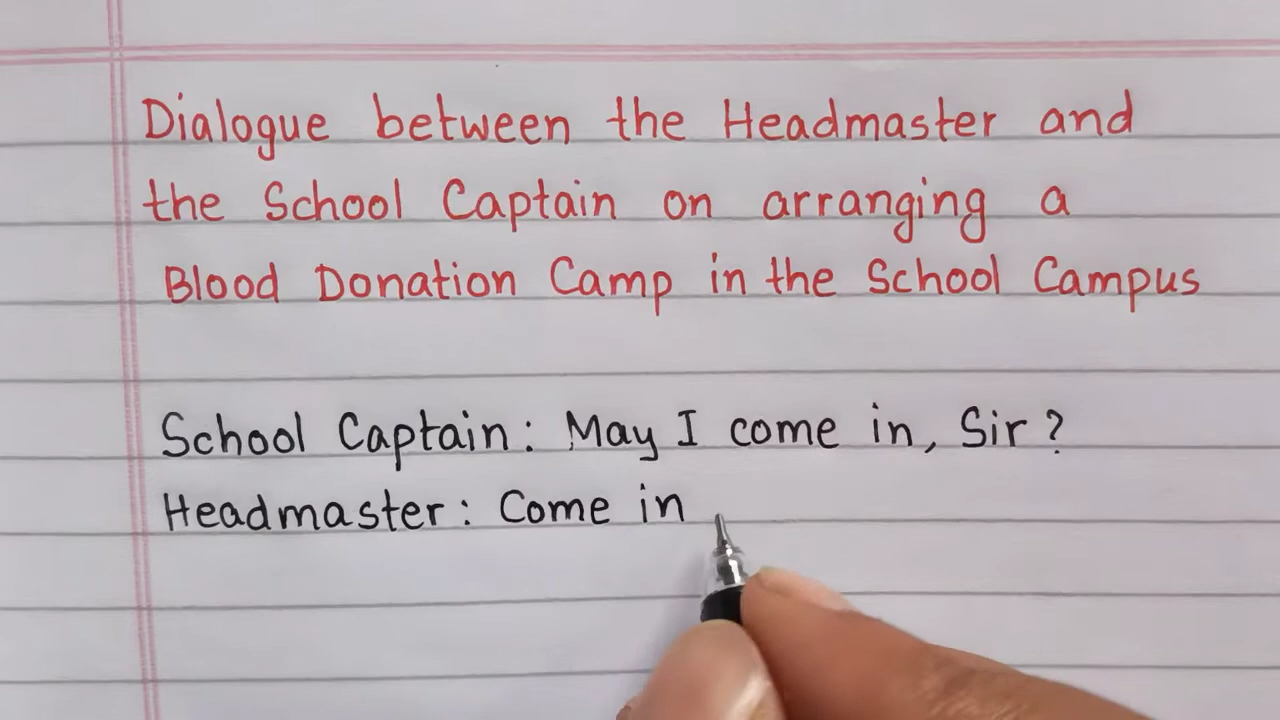 Dialogue between the Headmaster and
the School Captain on arranging a
Blood Donation Camp in the School Campus
School Captain: May I come in, Sir?
Headmaster: Come in